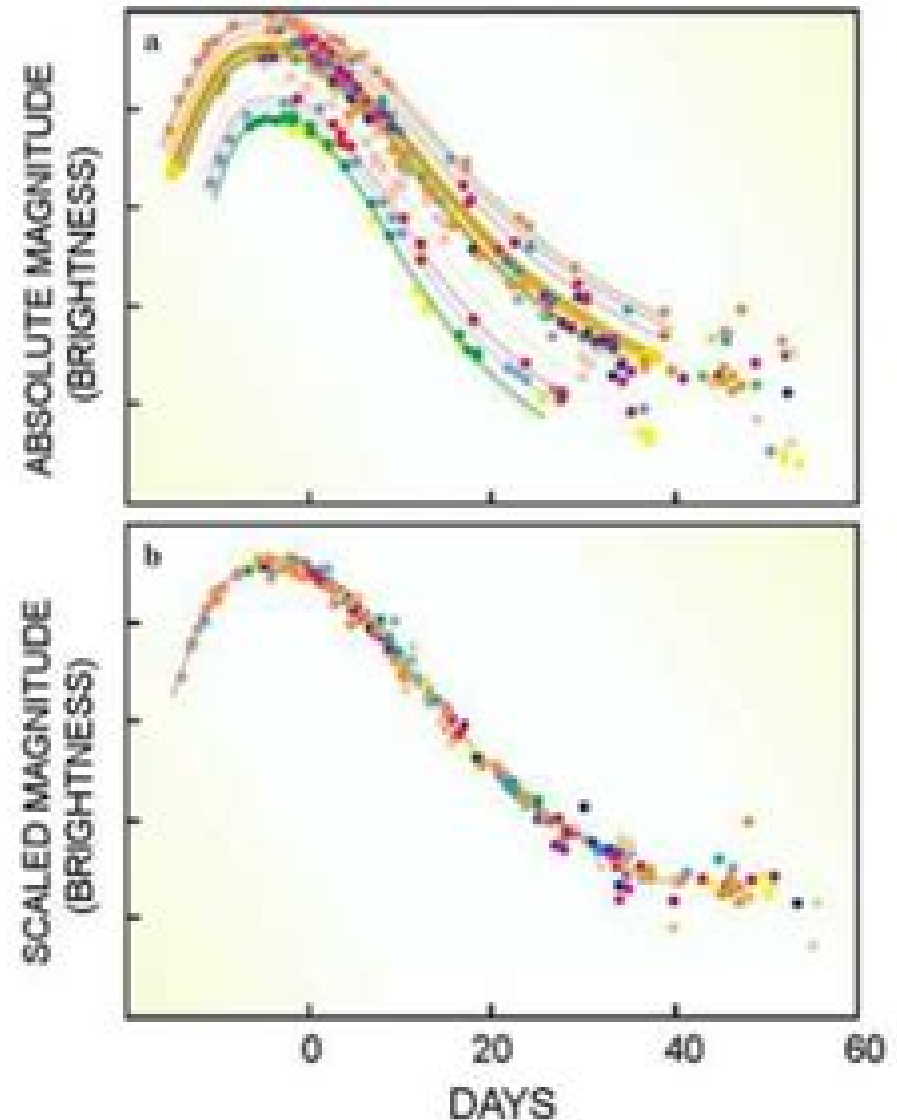 a
ABSOLUTE MAGNITUDE
(BRIGHTNESS)
b
SCALED MAGNITUDE
(BRIGHTNESS)
0 20 40 60
DAYS